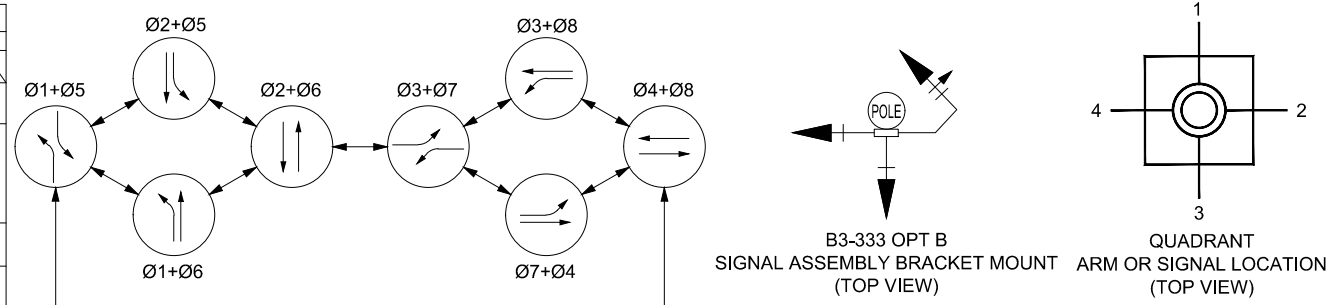 Ø2+Ø5
Ø1+Ø5
Ø2+Ø6
Ø1+Ø6
Ø3+Ø8
Ø3+Ø7
Ø4+Ø8
Ø7+Ø4
POLE
B3-333 OPT B
SIGNAL ASSEMBLY BRACKET MOUNT
(TOP VIEW)
1
4
2
3
QUADRANT
ARM OR SIGNAL LOCATION
(TOP VIEW)